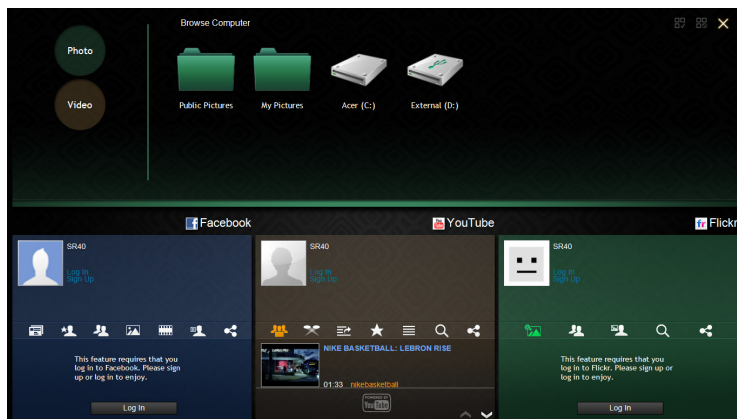 Browse Computer
Photo
Video
Public Pictures
My Pictures
Acer (C:)
External (D:)
Facebook
YouTube
Flickr
SR40
Log In
Sign Up
This feature requires that you
log in to Facebook. Please sign
up or log in to enjoy.
Log In
SR40
Log In
Sign Up
NIKE BASKETBALL: LEBRON RISE
01:33 nikebasketball
POWERED BY
YouTube
SR40
Log In
Sign Up
This feature requires that you
log in to Flickr. Please sign up or
log in to enjoy.
Log In